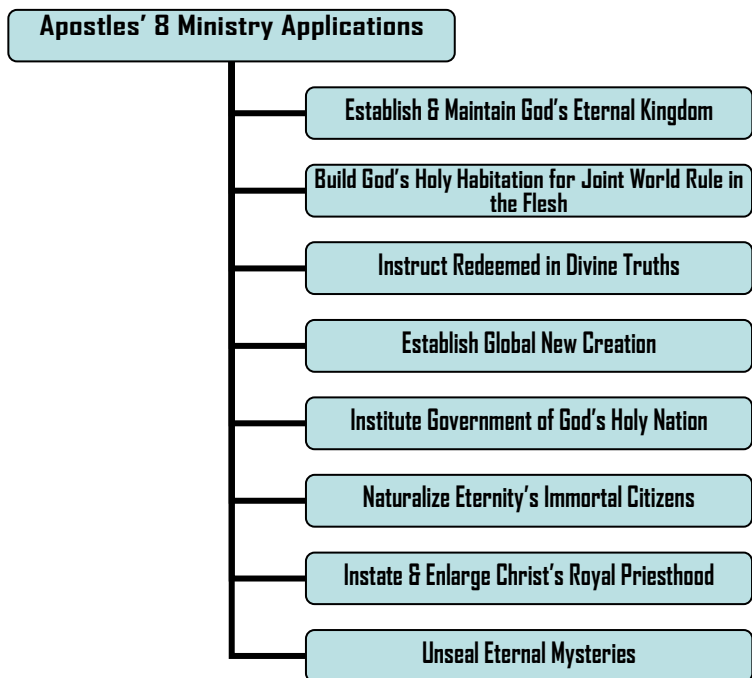 Apostles’ 8 Ministry Applications
Establish & Maintain God’s Eternal Kingdom
Build God’s Holy Habitation for Joint World Rule in
the Flesh
Instruct Redeemed in Divine Truths
Establish Global New Creation
Institute Government of God’s Holy Nation
Naturalize Eternity’s Immortal Citizens
Instate & Enlarge Christ’s Royal Priesthood
Unseal Eternal Mysteries